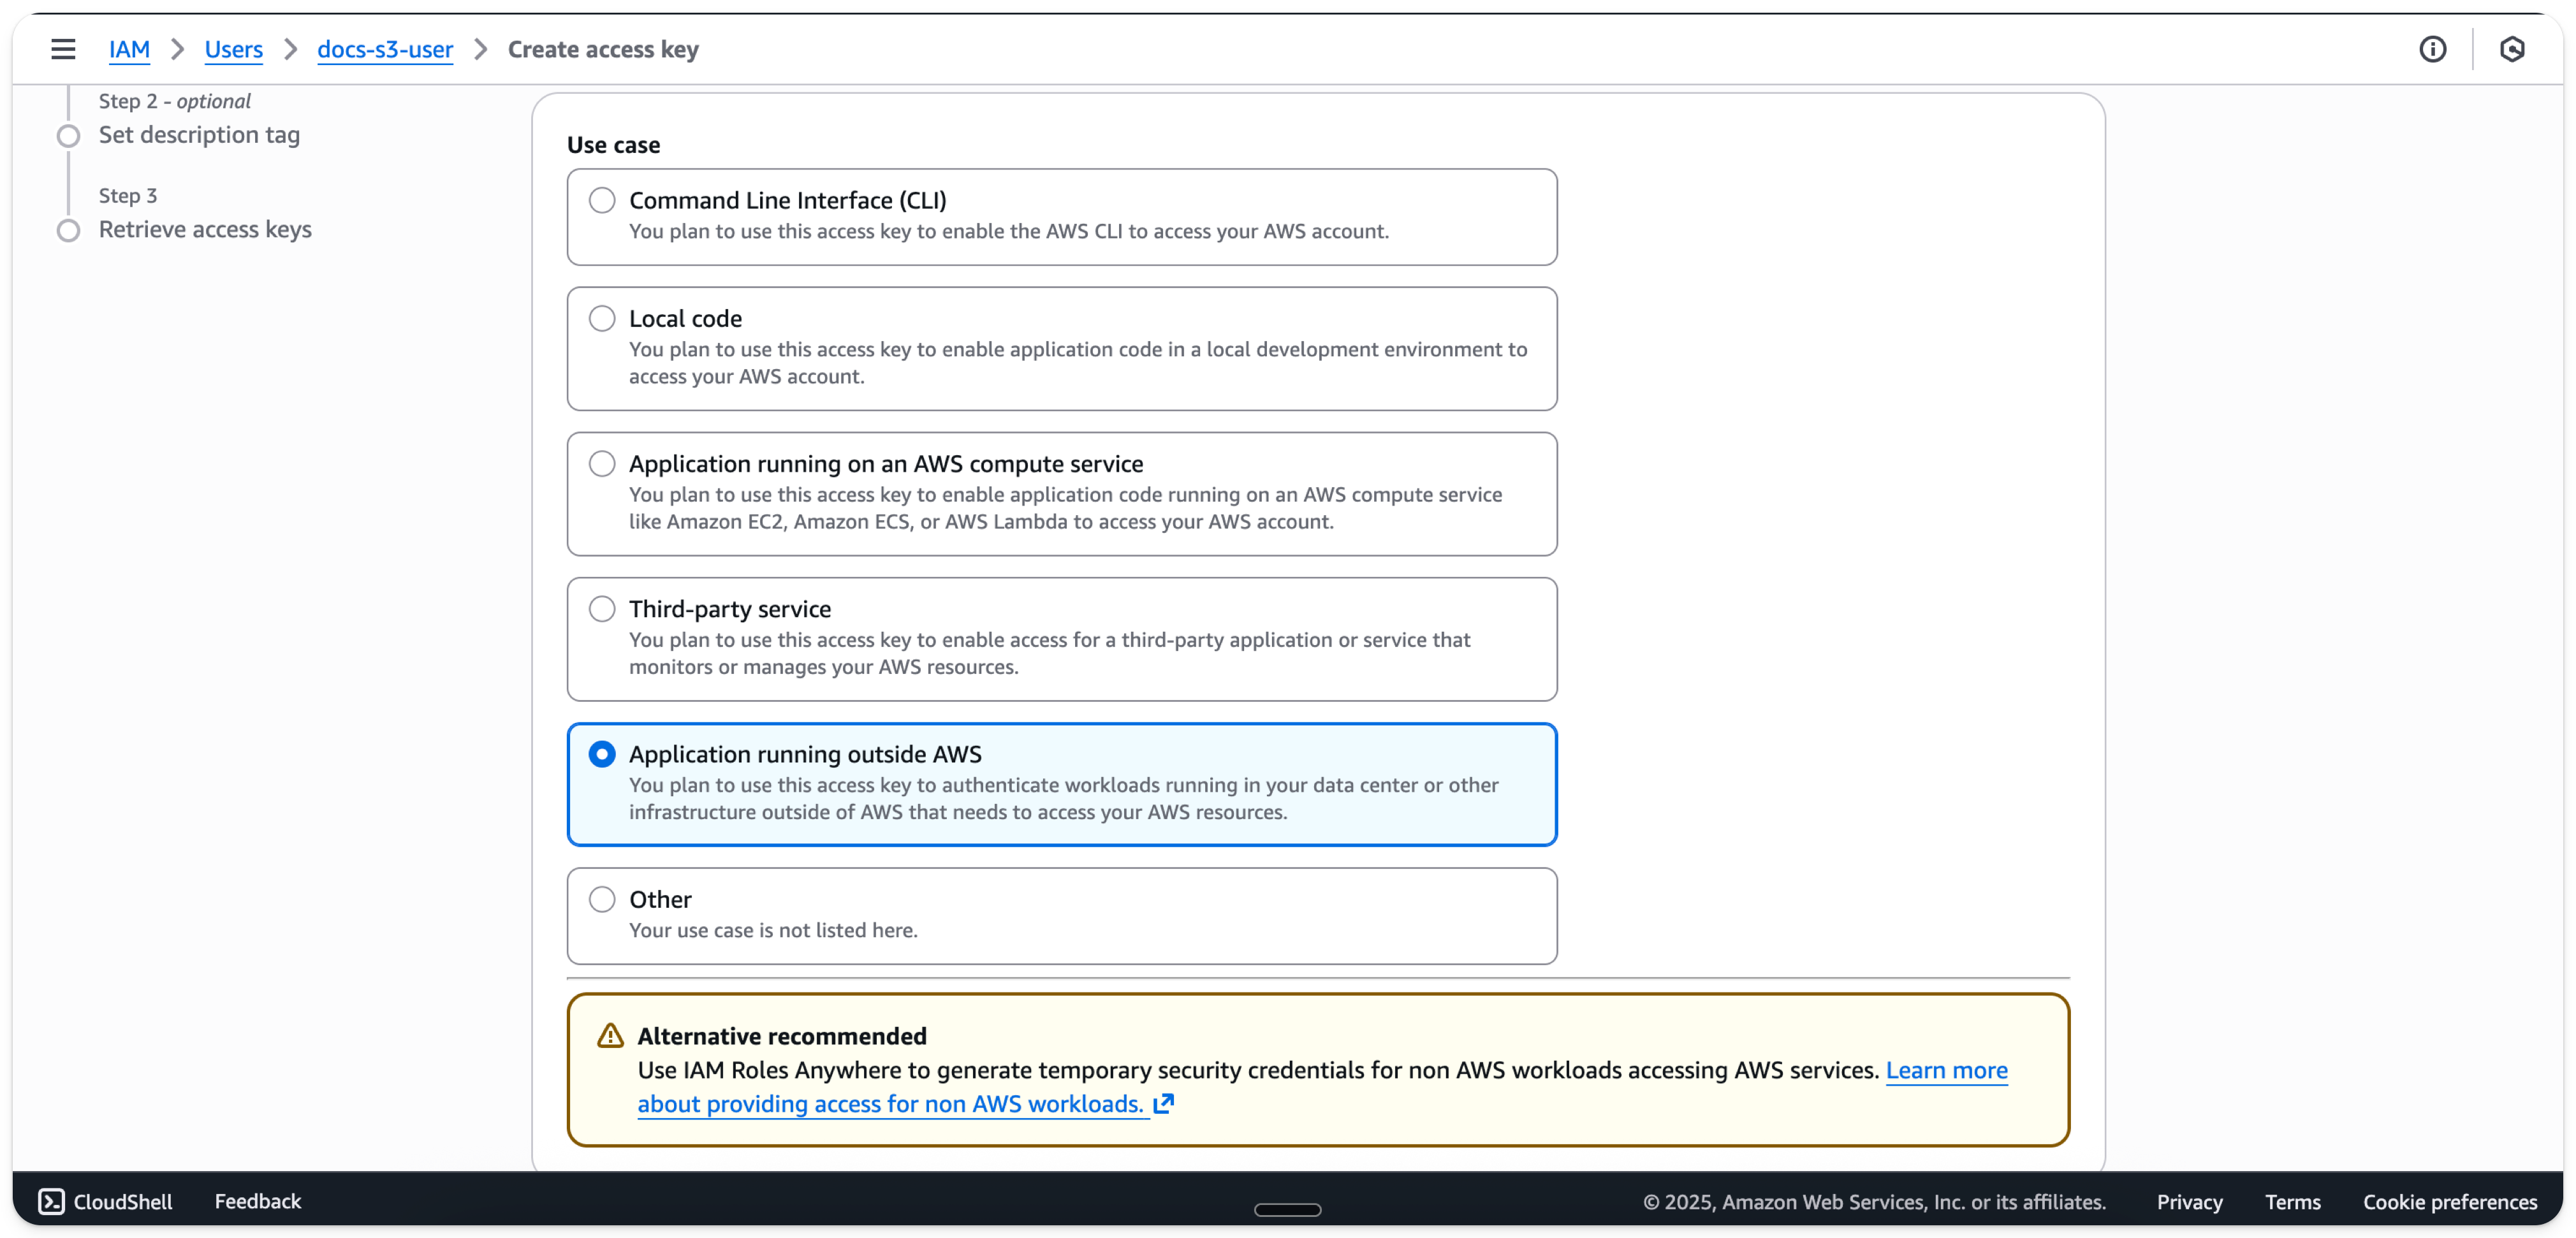 IAM > Users > docs-s3-user > Create access key
Step 2 - optional
Set description tag
Step 3
Retrieve access keys
Use case
Command Line Interface (CLI)
You plan to use this access key to enable the AWS CLI to access your AWS account.
Local code
You plan to use this access key to enable application code in a local development environment to
access your AWS account.
Application running on an AWS compute service
You plan to use this access key to enable application code running on an AWS compute service
like Amazon EC2, Amazon ECS, or AWS Lambda to access your AWS account.
Third-party service
You plan to use this access key to enable access for a third-party application or service that
monitors or manages your AWS resources.
Application running outside AWS
You plan to use this access key to authenticate workloads running in your data center or other
infrastructure outside of AWS that needs to access your AWS resources.
Other
Your use case is not listed here.
Alternative recommended
Use IAM Roles Anywhere to generate temporary security credentials for non AWS workloads accessing AWS services. Learn more
about providing access for non AWS workloads.
CloudShell Feedback © 2025, Amazon Web Services, Inc. or its affiliates. Privacy Terms Cookie preferences